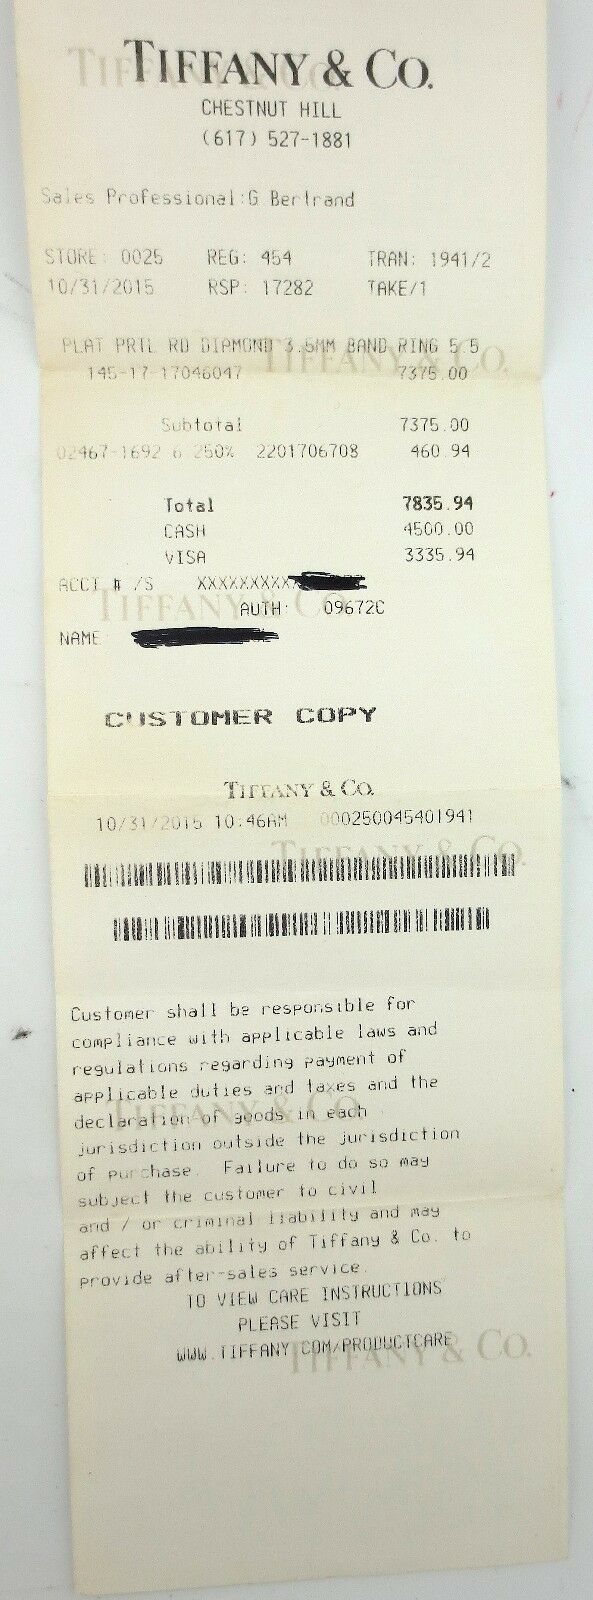 TIFFANY & CO.
CHESTNUT HILL
(617) 527-1881
Sales Professional:G Bertrand
STORE: 0025 REG: 454 TRAN: 1941/2
10/31/2015 RSP: 17282 TAKE/1
PLAT PRTL RD DIAMOND 3.5MM BAND RING 5.5
145-17-17046047 7375.00
Subtotal 7375.00
02467-1692 6.250% 2201706708 460.94
Total 7835.94
CASH 4500.00
VISA 3335.94
ACCT # /S XXXXXXXXXX
AUTH: 09672C
NAME:
CUSTOMER COPY
TIFFANY & CO.
10/31/2015 10:46AM 000250045401941
Customer shall be responsible for
compliance with applicable laws and
regulations regarding payment of
applicable duties and taxes and the
declaration of goods in each
jurisdiction outside the jurisdiction
of purchase. Failure to do so may
subject the customer to civil
and / or criminal liability and may
affect the ability of Tiffany & Co. to
provide after-sales service.
TO VIEW CARE INSTRUCTIONS
PLEASE VISIT
WWW.TIFFANY.COM/PRODUCTCARE